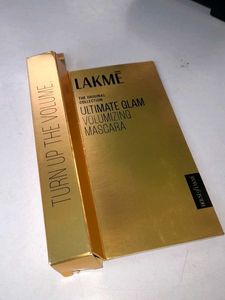 TURN UP THE VOLUME.
LAKMĒ
THE ORIGINAL
COLLECTION
ULTIMATE GLAM
VOLUMIZING
MASCARA